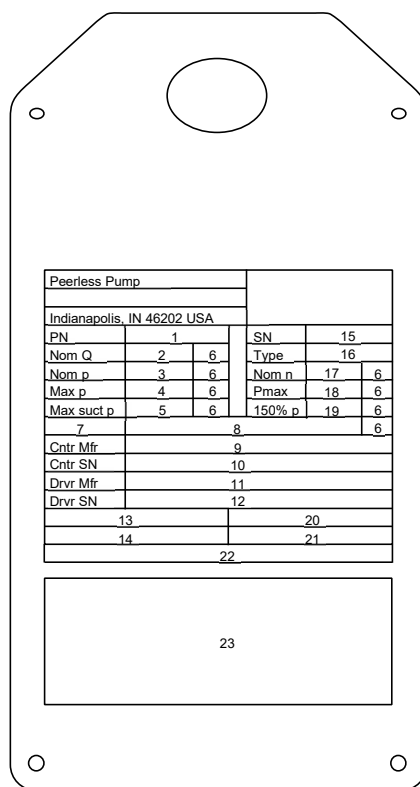 Peerless Pump
Indianapolis, IN 46202 USA
PN 1 SN 15
Nom Q 2 6 Type 16
Nom p 3 6 Nom n 17 6
Max p 4 6 Pmax 18 6
Max suct p 5 6 150% p 19 6
7 8 6
Cntr Mfr 9
Cntr SN 10
Drvr Mfr 11
Drvr SN 12
13 20
14 21
22
23